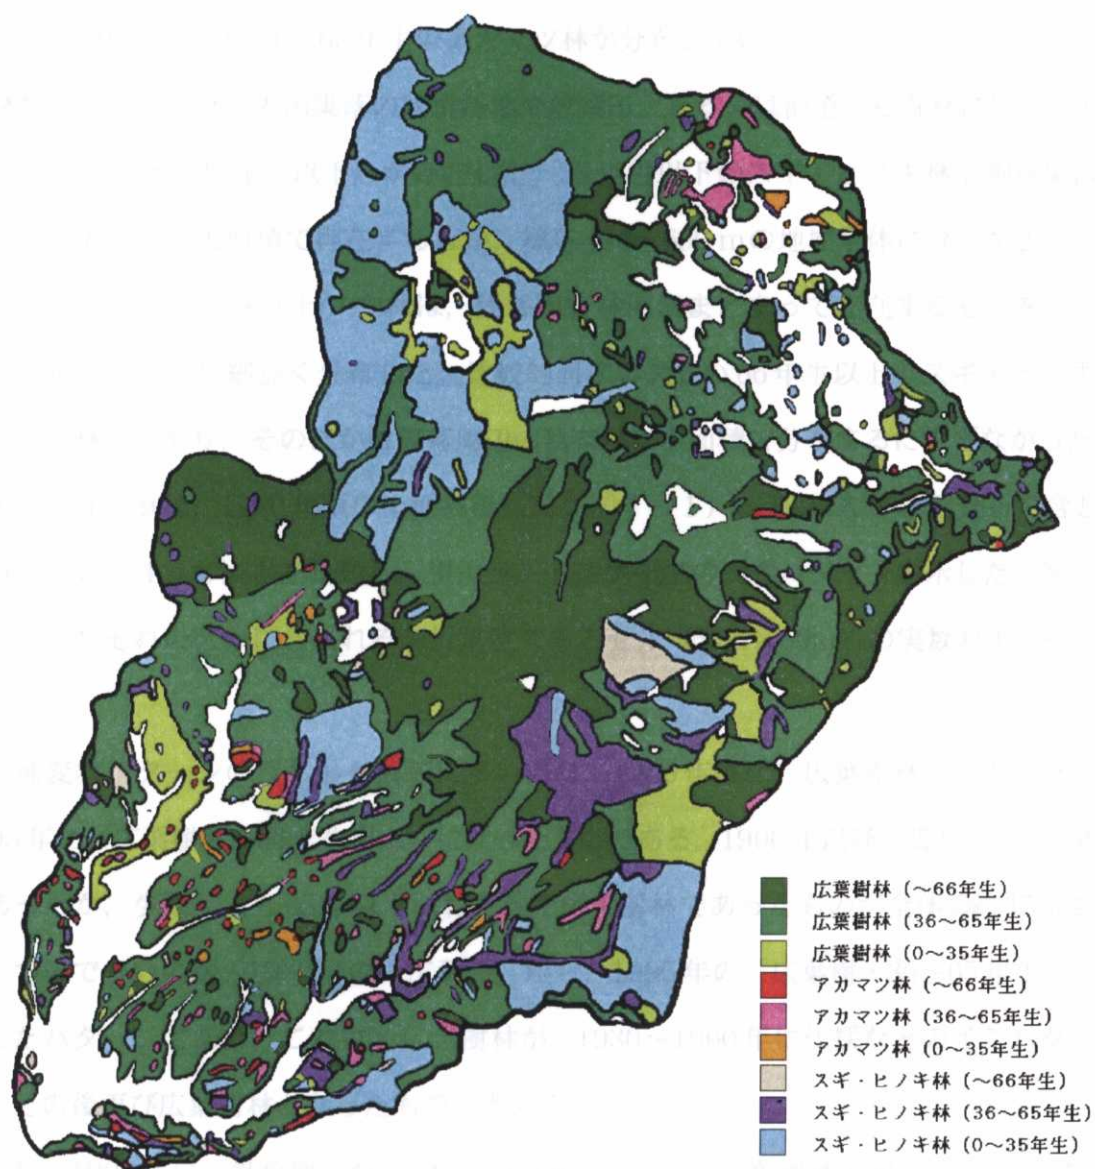 広葉樹林（～66年生）
広葉樹林（36～65年生）
広葉樹林（0～35年生）
アカマツ林（～66年生）
アカマツ林（36～65年生）
アカマツ林（0～35年生）
スギ・ヒノキ林（～66年生）
スギ・ヒノキ林（36～65年生）
スギ・ヒノキ林（0～35年生）